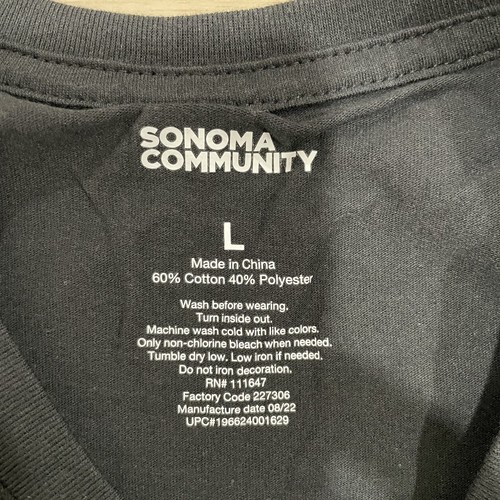 SONOMA
COMMUNITY
L
Made in China
60% Cotton 40% Polyester
Wash before wearing.
Turn inside out.
Machine wash cold with like colors.
Only non-chlorine bleach when needed.
Tumble dry low. Low iron if needed.
Do not iron decoration.
RN# 111647
Factory Code 227306
Manufacture date 08/22
UPC#196624001629